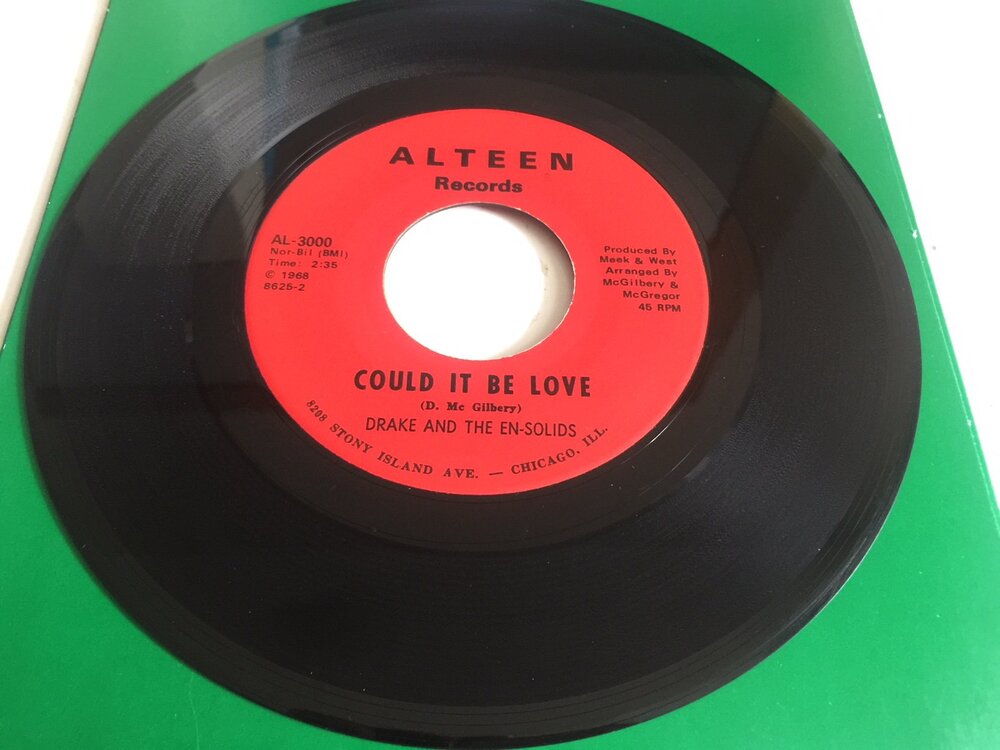 ALTEEN
Records
AL-3000
Nor-Bil (BMI)
Time: 2:35
© 1968
8625-2
Produced By
Meek & West
Arranged By
McGilbery &
McGregor
45 RPM
COULD IT BE LOVE
(D. Mc Gilbery)
DRAKE AND THE EN-SOLIDS
8208 STONY ISLAND AVE. — CHICAGO, ILL.